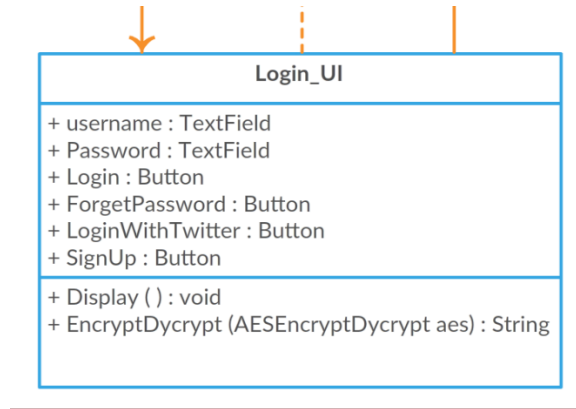 Login_UI
+ username : TextField
+ Password : TextField
+ Login : Button
+ ForgetPassword : Button
+ LoginWithTwitter : Button
+ SignUp : Button
+ Display ( ) : void
+ EncryptDycrypt (AESEncryptDycrypt aes) : String